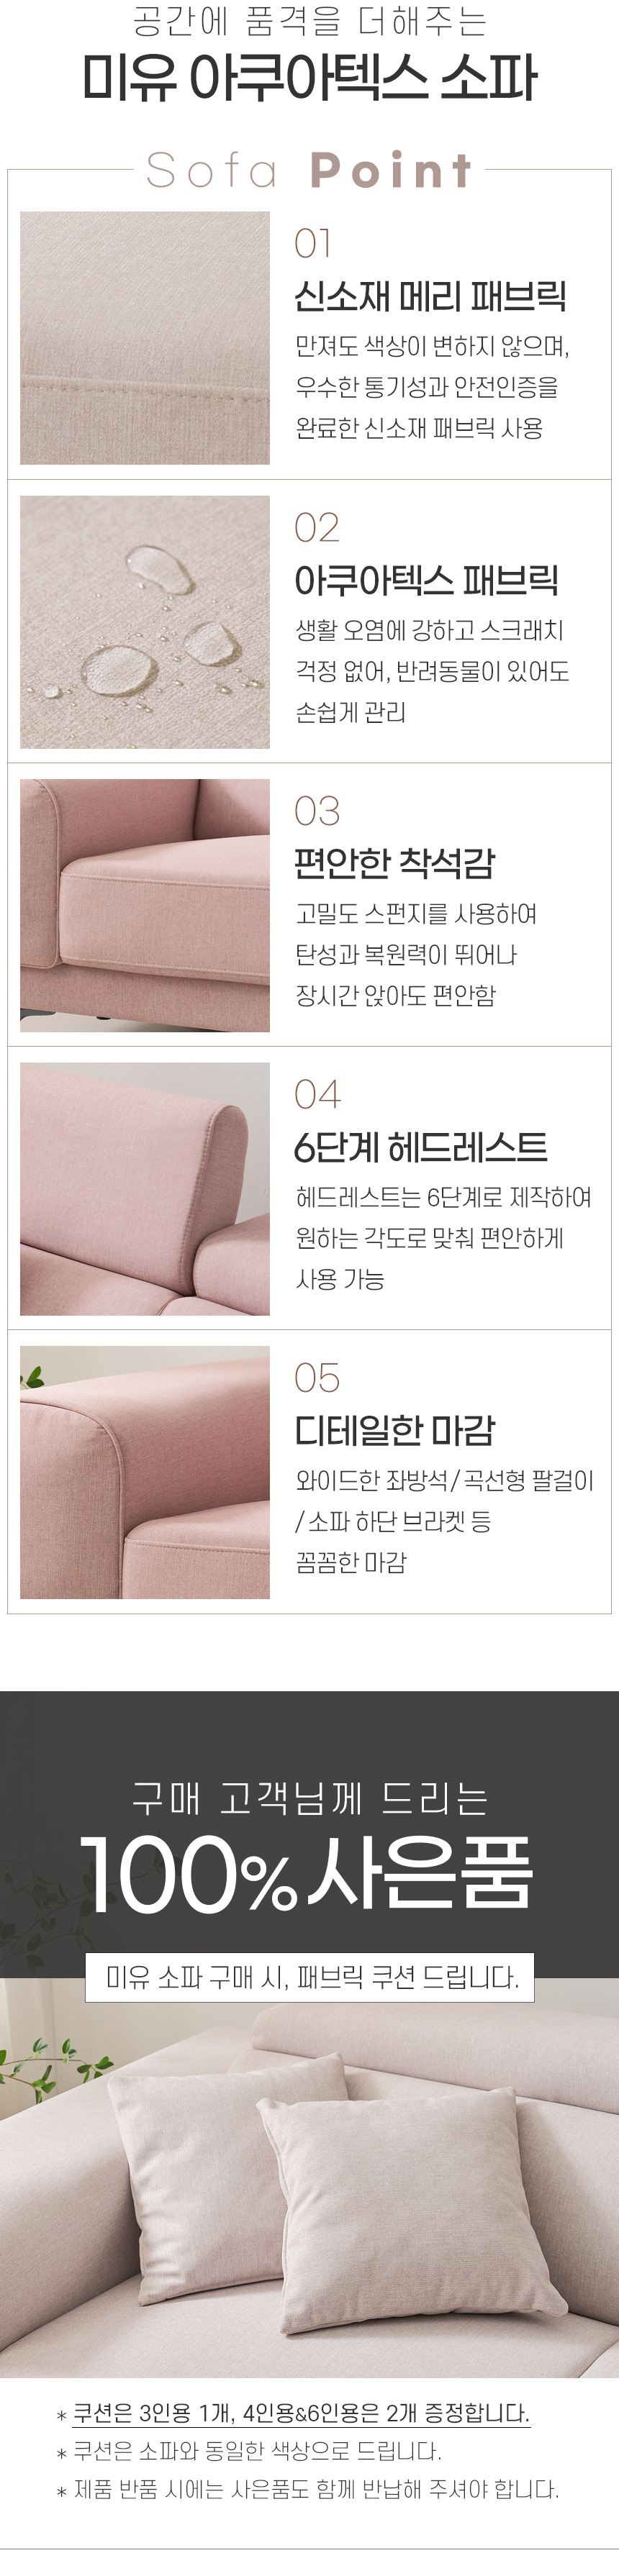 공간에 품격을 더해주는
미유 아쿠아텍스 소파
Sofa Point
01
신소재 메리 패브릭
만져도 색상이 변하지 않으며,
우수한 통기성과 안전인증을
완료한 신소재 패브릭 사용
02
아쿠아텍스 패브릭
생활 오염에 강하고 스크래치
걱정 없어, 반려동물이 있어도
손쉽게 관리
03
편안한 착석감
고밀도 스펀지를 사용하여
탄성과 복원력이 뛰어나
장시간 앉아도 편안함
04
6단계 헤드레스트
헤드레스트는 6단계로 제작하여
원하는 각도로 맞춰 편안하게
사용 가능
05
디테일한 마감
와이드한 좌방석/곡선형 팔걸이
/소파 하단 브라켓 등
꼼꼼한 마감
구매 고객님께 드리는
100% 사은품
미유 소파 구매 시, 패브릭 쿠션 드립니다.
* 쿠션은 3인용 1개, 4인용&6인용은 2개 증정합니다.
* 쿠션은 소파와 동일한 색상으로 드립니다.
* 제품 반품 시에는 사은품도 함께 반납해 주셔야 합니다.